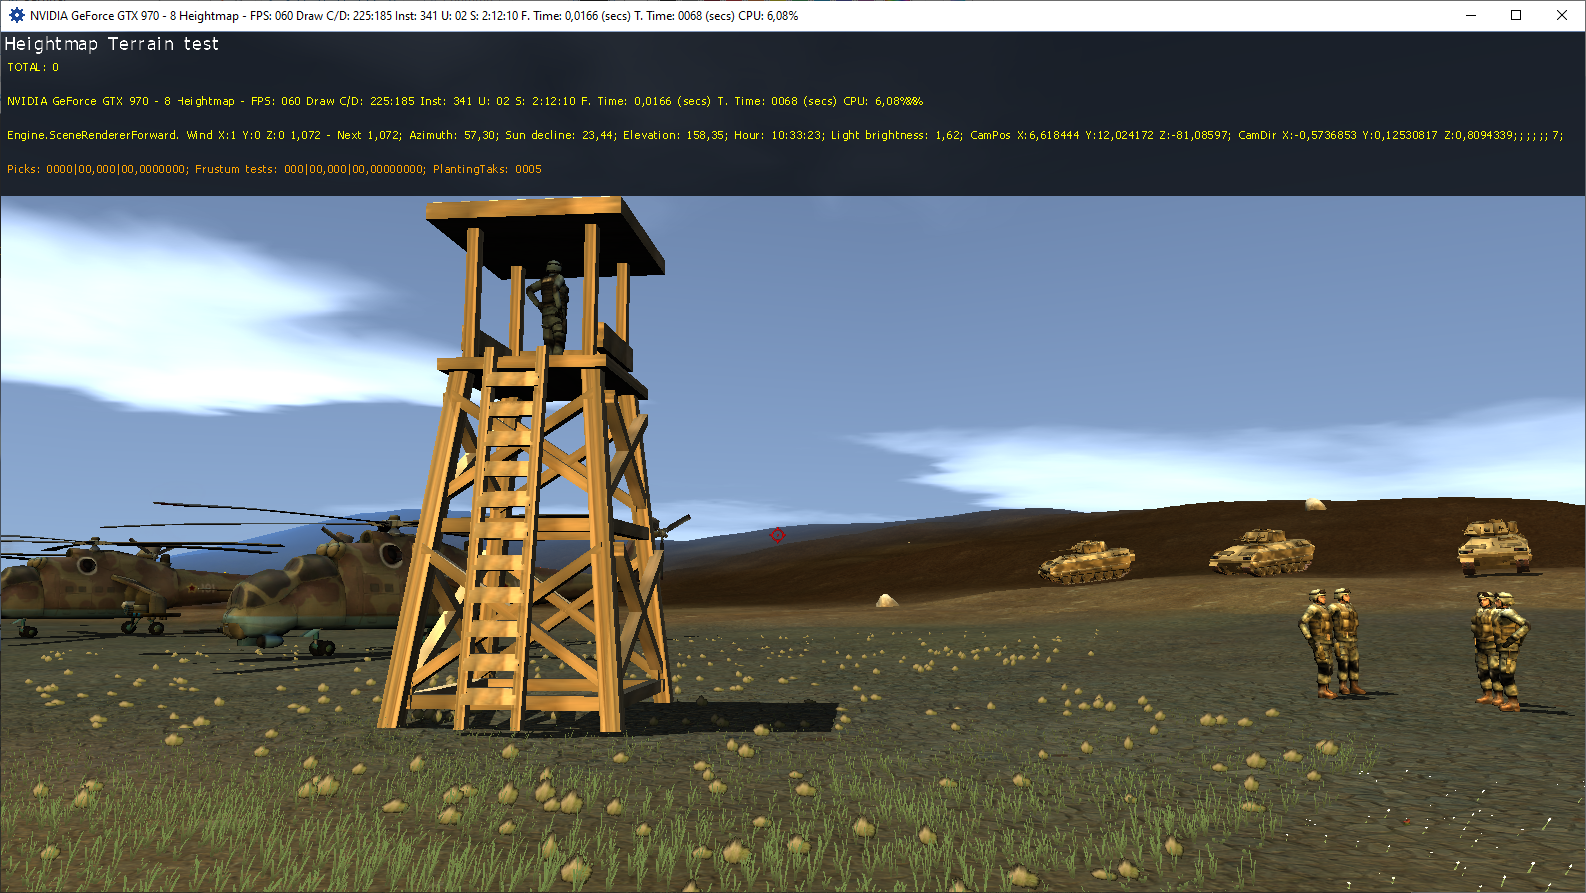 NVIDIA GeForce GTX 970 - 8 Heightmap - FPS: 060 Draw C/D: 225:185 Inst: 341 U: 02 S: 2:12:10 F. Time: 0,0166 (secs) T. Time: 0068 (secs) CPU: 6,08%
Heightmap Terrain test
TOTAL: 0
NVIDIA GeForce GTX 970 - 8 Heightmap - FPS: 060 Draw C/D: 225:185 Inst: 341 U: 02 S: 2:12:10 F. Time: 0,0166 (secs) T. Time: 0068 (secs) CPU: 6,08%%%
Engine.SceneRendererForward. Wind X:1 Y:0 Z:0 1,072 - Next 1,072; Azimuth: 57,30; Sun decline: 23,44; Elevation: 158,35; Hour: 10:33:23; Light brightness: 1,62; CamPos X:6,618444 Y:12,024172 Z:-81,08597; CamDir X:-0,5736853 Y:0,12530817 Z:0,8094339;;;;;; 7;
Picks: 0000|00,000|00,0000000; Frustum tests: 000|00,000|00,00000000; PlantingTaks: 0005